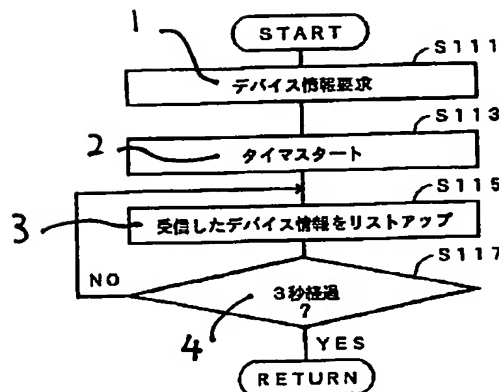 START
1
S111
デバイス情報要求
S113
2
タイマスタート
S115
3
受信したデバイス情報をリストアップ
S117
NO
3秒経過
?
4
YES
RETURN